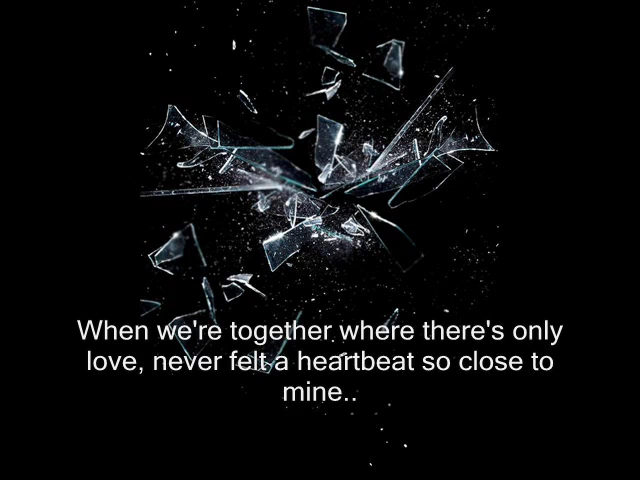 When we're together where there's only
love, never felt a heartbeat so close to
mine..